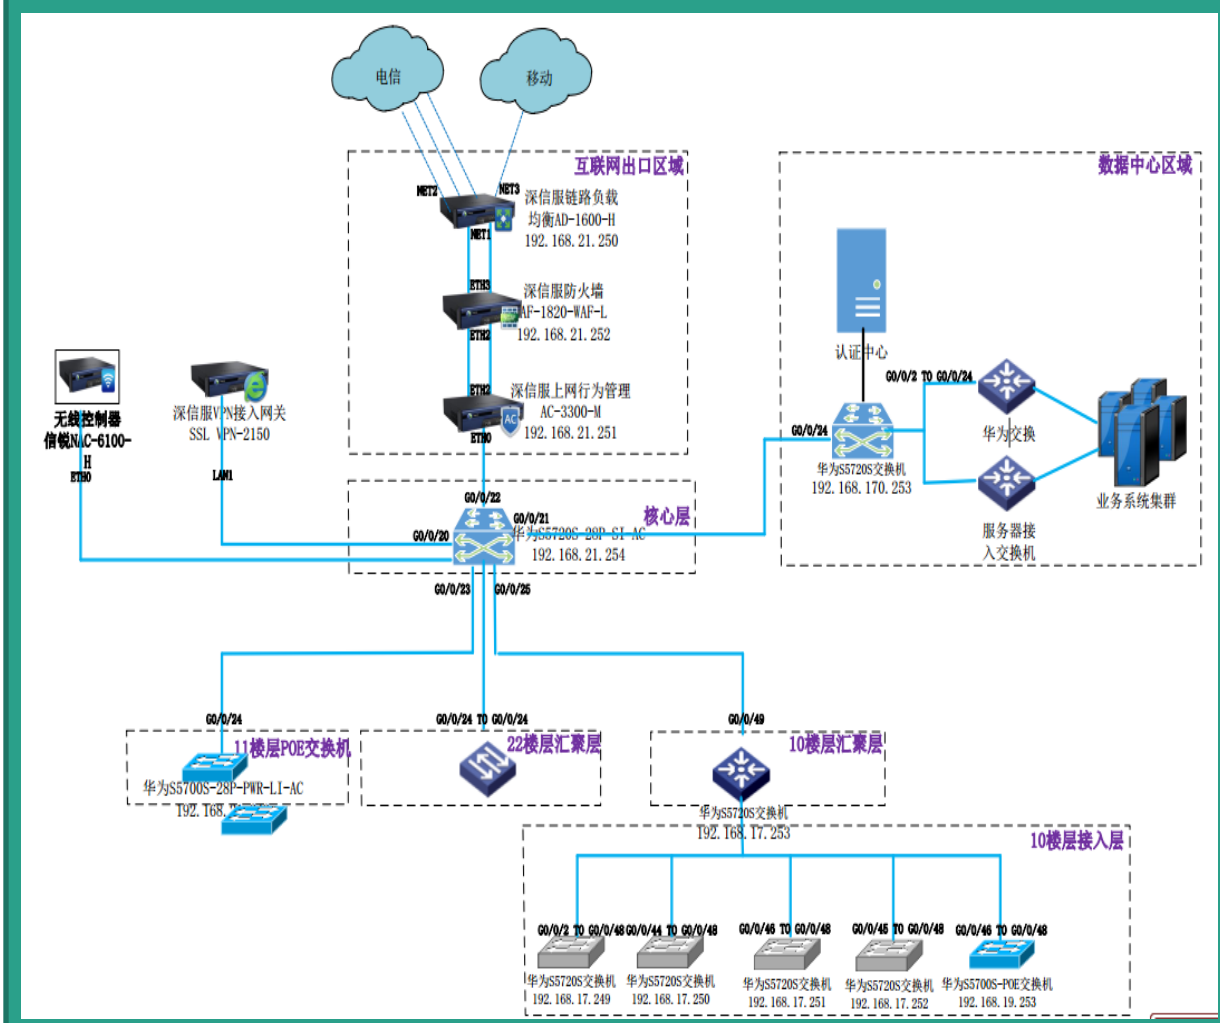 电信
移动
互联网出口区域
数据中心区域
NET2
NET3
深信服链路负载
均衡AD-1600-H
192.168.21.250
NET1
ETH3
深信服防火墙
AF-1820-WAF-L
192.168.21.252
ETH2
ETH2
深信服上网行为管理
AC-3300-M
192.168.21.251
AC
ETH0
无线控制器
信锐NAC-6100-
H
ETH0
深信服VPN接入网关
SSL VPN-2150
LAN1
认证中心
G0/0/2 TO G0/0/24
G0/0/24
华为交换
华为S5720S交换机
192.168.170.253
业务系统集群
服务器接
入交换机
G0/0/22
G0/0/21
核心层
G0/0/20
华为S5720S-28P-SI-AC
192.168.21.254
G0/0/23
G0/0/25
G0/0/24
G0/0/24 TO G0/0/24
G0/0/49
11楼层POE交换机
22楼层汇聚层
10楼层汇聚层
华为S5700S-28P-PWR-LI-AC
192.168.
华为S5720S交换机
192.168.17.253
10楼层接入层
G0/0/2 TO G0/0/48
G0/0/44 TO G0/0/48
G0/0/46 TO G0/0/48
G0/0/45 TO G0/0/48
G0/0/46 TO G0/0/48
华为S5720S交换机
192.168.17.249
华为S5720S交换机
192.168.17.250
华为S5720S交换机
192.168.17.251
华为S5720S交换机
192.168.17.252
华为S5700S-POE交换机
192.168.19.253